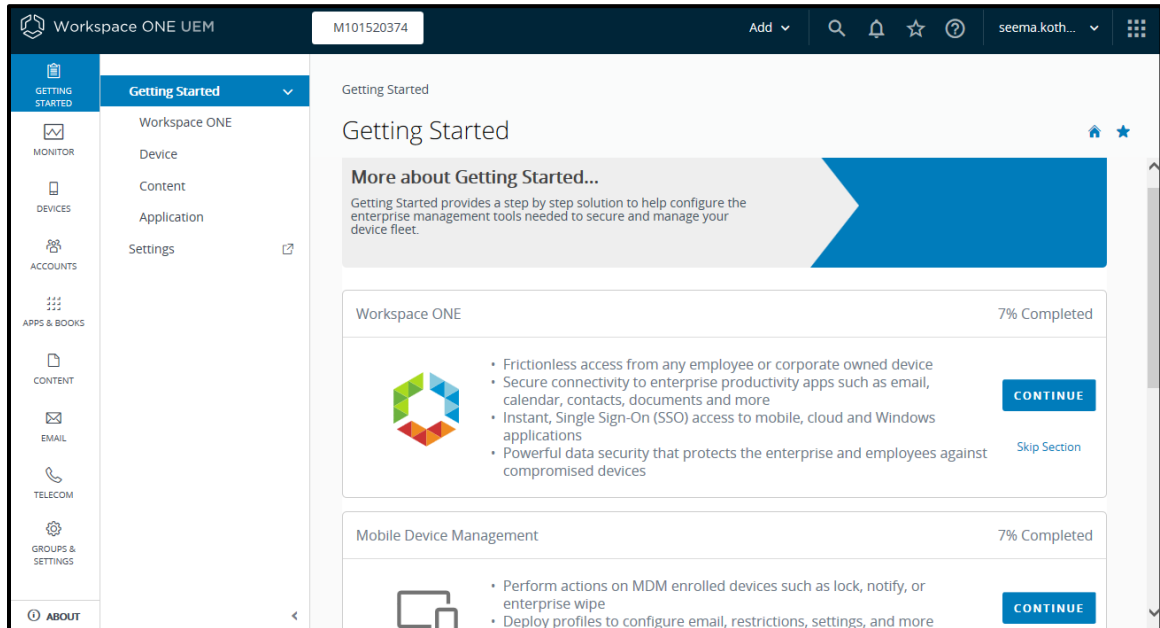 Workspace ONE UEM
M101520374
Add
seema.koth...
GETTING
STARTED
MONITOR
DEVICES
ACCOUNTS
APPS & BOOKS
CONTENT
EMAIL
TELECOM
GROUPS &
SETTINGS
ABOUT
Getting Started
Workspace ONE
Device
Content
Application
Settings
Getting Started
Getting Started
More about Getting Started...
Getting Started provides a step by step solution to help configure the
enterprise management tools needed to secure and manage your
device fleet.
Workspace ONE
7% Completed
• Frictionless access from any employee or corporate owned device
• Secure connectivity to enterprise productivity apps such as email,
calendar, contacts, documents and more
• Instant, Single Sign-On (SSO) access to mobile, cloud and Windows
applications
• Powerful data security that protects the enterprise and employees against
compromised devices
CONTINUE
Skip Section
Mobile Device Management
7% Completed
• Perform actions on MDM enrolled devices such as lock, notify, or
enterprise wipe
• Deploy profiles to configure email, restrictions, settings, and more
CONTINUE